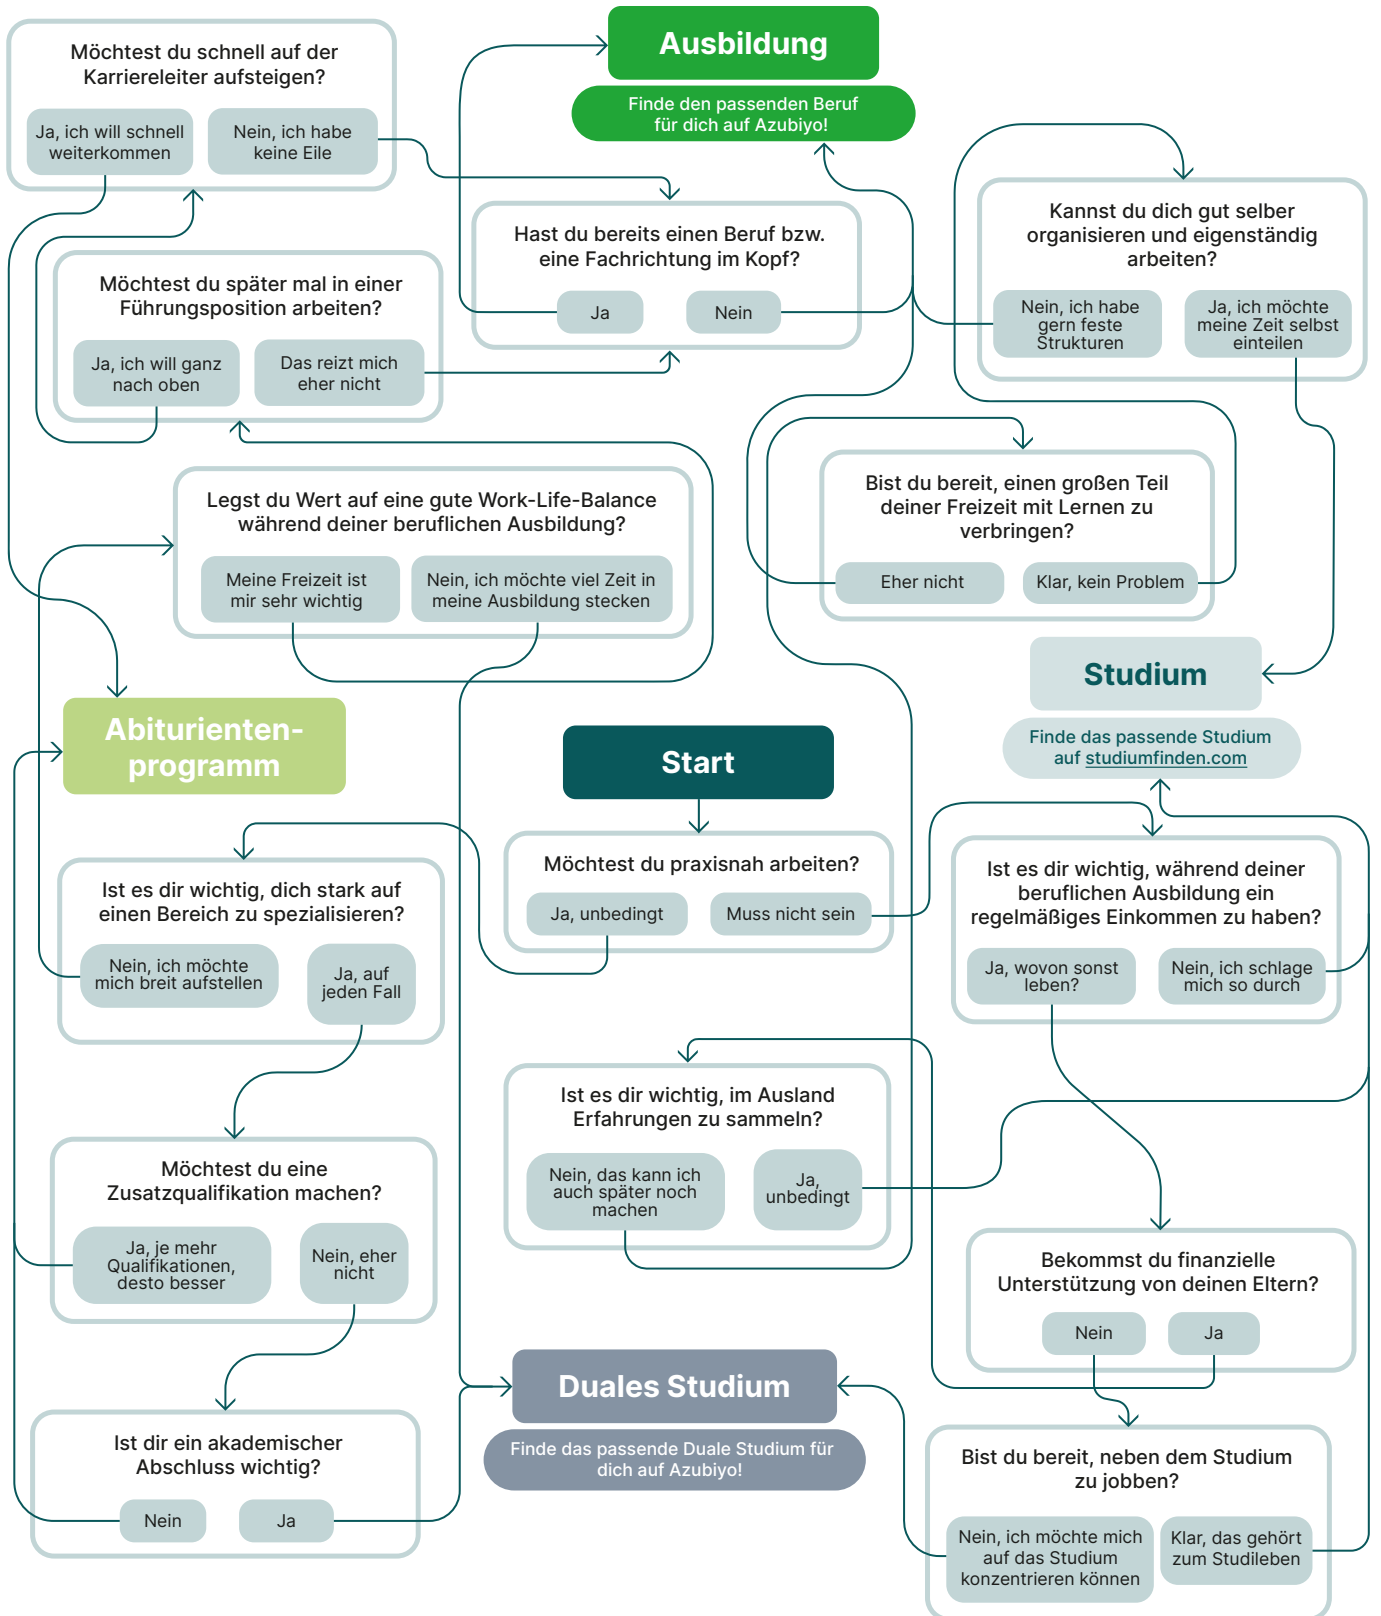 Möchtest du schnell auf der
Karriereleiter aufsteigen?
Ja, ich will schnell
weiterkommen
Nein, ich habe
keine Eile
Ausbildung
Finde den passenden Beruf
für dich auf Azubiyo!
Hast du bereits einen Beruf bzw.
eine Fachrichtung im Kopf?
Ja
Nein
Kannst du dich gut selber
organisieren und eigenständig
arbeiten?
Nein, ich habe
gern feste
Strukturen
Ja, ich möchte
meine Zeit selbst
einteilen
Möchtest du später mal in einer
Führungsposition arbeiten?
Ja, ich will ganz
nach oben
Das reizt mich
eher nicht
Legst du Wert auf eine gute Work-Life-Balance
während deiner beruflichen Ausbildung?
Meine Freizeit ist
mir sehr wichtig
Nein, ich möchte viel Zeit in
meine Ausbildung stecken
Bist du bereit, einen großen Teil
deiner Freizeit mit Lernen zu
verbringen?
Eher nicht
Klar, kein Problem
Studium
Finde das passende Studium
auf studiumfinden.com
Abiturienten-
programm
Start
Möchtest du praxisnah arbeiten?
Ja, unbedingt
Muss nicht sein
Ist es dir wichtig, dich stark auf
einen Bereich zu spezialisieren?
Nein, ich möchte
mich breit aufstellen
Ja, auf
jeden Fall
Ist es dir wichtig, während deiner
beruflichen Ausbildung ein
regelmäßiges Einkommen zu haben?
Ja, wovon sonst
leben?
Nein, ich schlage
mich so durch
Ist es dir wichtig, im Ausland
Erfahrungen zu sammeln?
Nein, das kann ich
auch später noch
machen
Ja,
unbedingt
Möchtest du eine
Zusatzqualifikation machen?
Ja, je mehr
Qualifikationen,
desto besser
Nein, eher
nicht
Bekommst du finanzielle
Unterstützung von deinen Eltern?
Nein
Ja
Duales Studium
Finde das passende Duale Studium für
dich auf Azubiyo!
Ist dir ein akademischer
Abschluss wichtig?
Nein
Ja
Bist du bereit, neben dem Studium
zu jobben?
Nein, ich möchte mich
auf das Studium
konzentrieren können
Klar, das gehört
zum Studileben